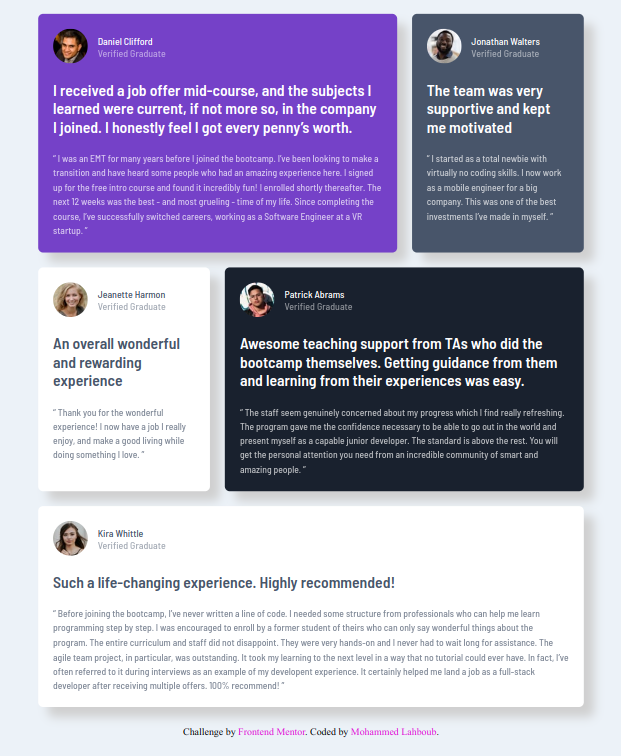 Daniel Clifford
Verified Graduate
I received a job offer mid-course, and the subjects I
learned were current, if not more so, in the company
I joined. I honestly feel I got every penny’s worth.
“ I was an EMT for many years before I joined the bootcamp. I’ve been looking to make a
transition and have heard some people who had an amazing experience here. I signed
up for the free intro course and found it incredibly fun! I enrolled shortly thereafter. The
next 12 weeks was the best - and most grueling - time of my life. Since completing the
course, I’ve successfully switched careers, working as a Software Engineer at a VR
startup. ”
Jonathan Walters
Verified Graduate
The team was very
supportive and kept
me motivated
“ I started as a total newbie with
virtually no coding skills. I now work
as a mobile engineer for a big
company. This was one of the best
investments I’ve made in myself. ”
Jeanette Harmon
Verified Graduate
An overall wonderful
and rewarding
experience
“ Thank you for the wonderful
experience! I now have a job I really
enjoy, and make a good living while
doing something I love. ”
Patrick Abrams
Verified Graduate
Awesome teaching support from TAs who did the
bootcamp themselves. Getting guidance from them
and learning from their experiences was easy.
“ The staff seem genuinely concerned about my progress which I find really refreshing.
The program gave me the confidence necessary to be able to go out in the world and
present myself as a capable junior developer. The standard is above the rest. You will
get the personal attention you need from an incredible community of smart and
amazing people. ”
Kira Whittle
Verified Graduate
Such a life-changing experience. Highly recommended!
“ Before joining the bootcamp, I’ve never written a line of code. I needed some structure from professionals who can help me learn
programming step by step. I was encouraged to enroll by a former student of theirs who can only say wonderful things about the
program. The entire curriculum and staff did not disappoint. They were very hands-on and I never had to wait long for assistance. The
agile team project, in particular, was outstanding. It took my learning to the next level in a way that no tutorial could ever have. In fact, I’ve
often referred to it during interviews as an example of my developent experience. It certainly helped me land a job as a full-stack
developer after receiving multiple offers. 100% recommend! ”
Challenge by Frontend Mentor. Coded by Mohammed Lahboub.